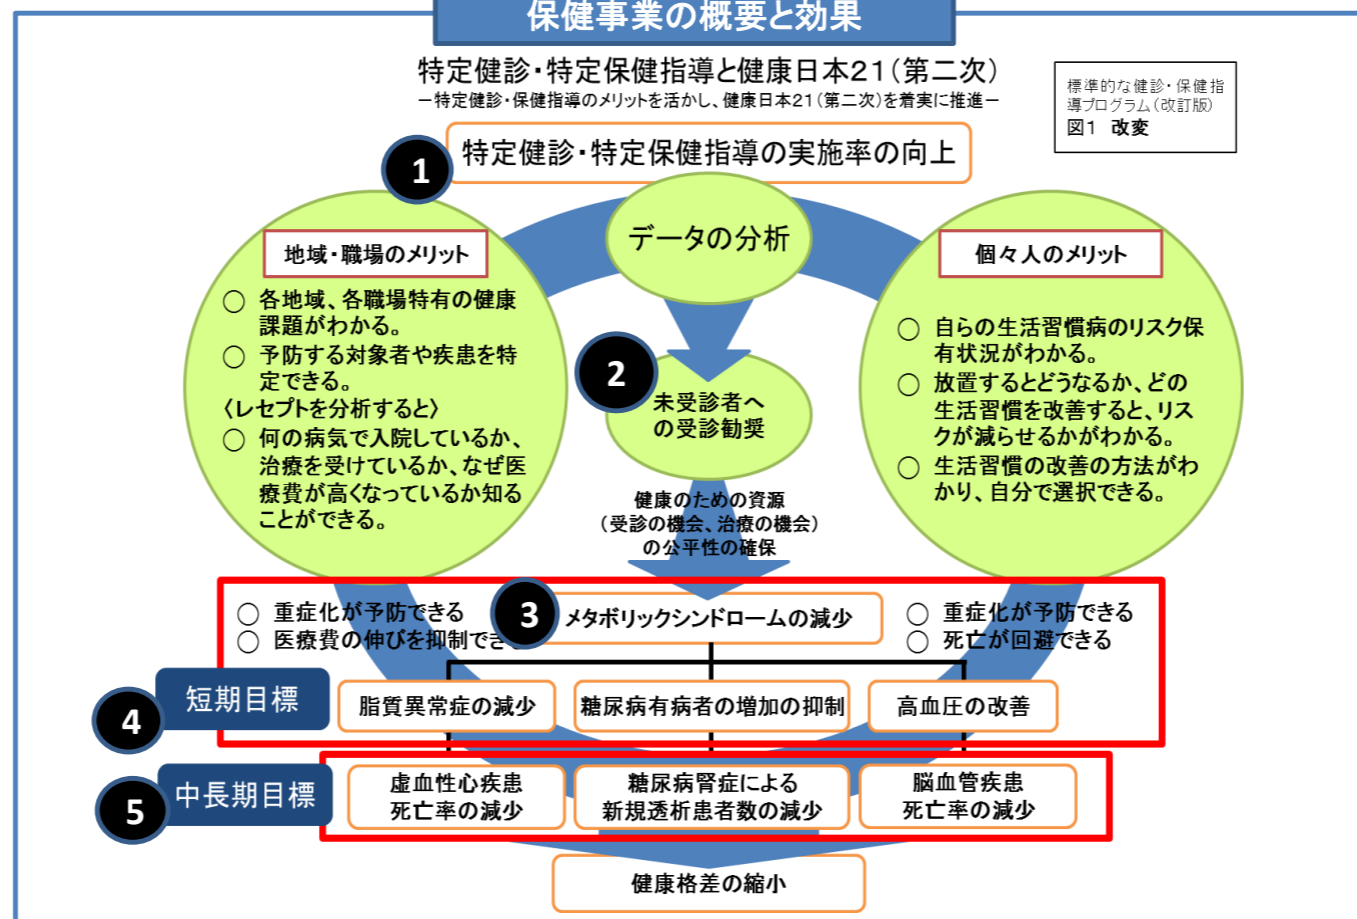 保健事業の概要と効果
特定健診・特定保健指導と健康日本21(第二次)
－特定健診・保健指導のメリットを活かし、健康日本21(第二次)を着実に推進－
標準的な健診・保健指
導プログラム(改訂版)
図1 改変
1
特定健診・特定保健指導の実施率の向上
データの分析
地域・職場のメリット
○ 各地域、各職場特有の健康
課題がわかる。
○ 予防する対象者や疾患を特
定できる。
〈レセプトを分析すると〉
○ 何の病気で入院しているか、
治療を受けているか、なぜ医
療費が高くなっているか知る
ことができる。
2
未受診者へ
の受診勧奨
健康のための資源
(受診の機会、治療の機会)
の公平性の確保
個々人のメリット
○ 自らの生活習慣病のリスク保
有状況がわかる。
○ 放置するとどうなるか、どの
生活習慣を改善すると、リス
クが減らせるかがわかる。
○ 生活習慣の改善の方法がわ
かり、自分で選択できる。
○ 重症化が予防できる
○ 医療費の伸びを抑制でき
3
メタボリックシンドロームの減少
○ 重症化が予防できる
○ 死亡が回避できる
4
短期目標
脂質異常症の減少
糖尿病有病者の増加の抑制
高血圧の改善
5
中長期目標
虚血性心疾患
死亡率の減少
糖尿病腎症による
新規透析患者数の減少
脳血管疾患
死亡率の減少
健康格差の縮小